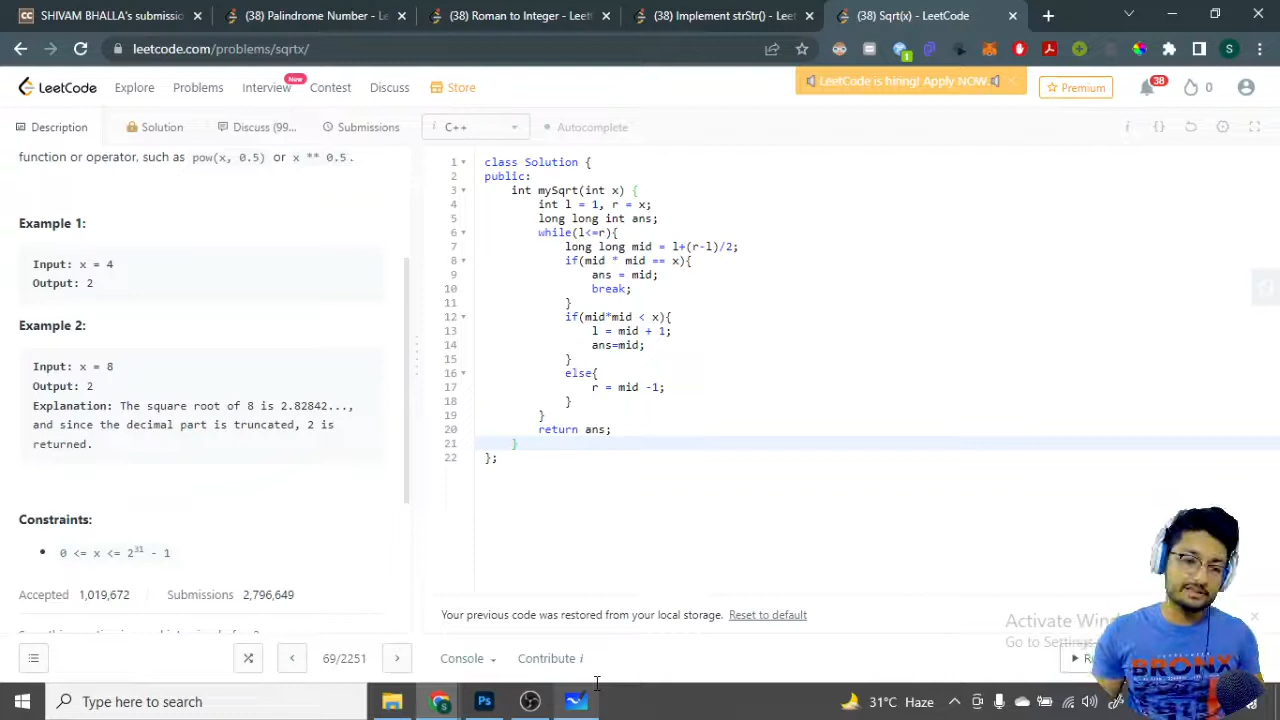 SHIVAM BHALLA's submissio
(38) Palindrome Number - Le
(38) Roman to Integer - LeetC
(38) Implement strStr() - LeetC
(38) Sqrt(x) - LeetCode
leetcode.com/problems/sqrtx/
S
LeetCode
Explore
Problems
Interview
New
Contest
Discuss
Store
LeetCode is hiring! Apply NOW.
Premium
38
0
Description
Solution
Discuss (99...
Submissions
i C++
Autocomplete
function or operator, such as pow(x, 0.5) or x ** 0.5.
Example 1:
Input: x = 4
Output: 2
Example 2:
Input: x = 8
Output: 2
Explanation: The square root of 8 is 2.82842...,
and since the decimal part is truncated, 2 is
returned.
Constraints:
0 <= x <= 2³¹ - 1
Accepted 1,019,672 Submissions 2,796,649
1 class Solution {
2 public:
3 int mySqrt(int x) {
4 int l = 1, r = x;
5 long long int ans;
6 while(l<=r){
7 long long mid = l+(r-l)/2;
8 if(mid * mid == x){
9 ans = mid;
10 break;
11 }
12 if(mid*mid < x){
13 l = mid + 1;
14 ans=mid;
15 }
16 else{
17 r = mid -1;
18 }
19 }
20 return ans;
21 }
22 };
Your previous code was restored from your local storage. Reset to default
Activate Win
Go to Settings
69/2251
Console
Contribute i
BRONX
Type here to search
Ps
31°C Haze